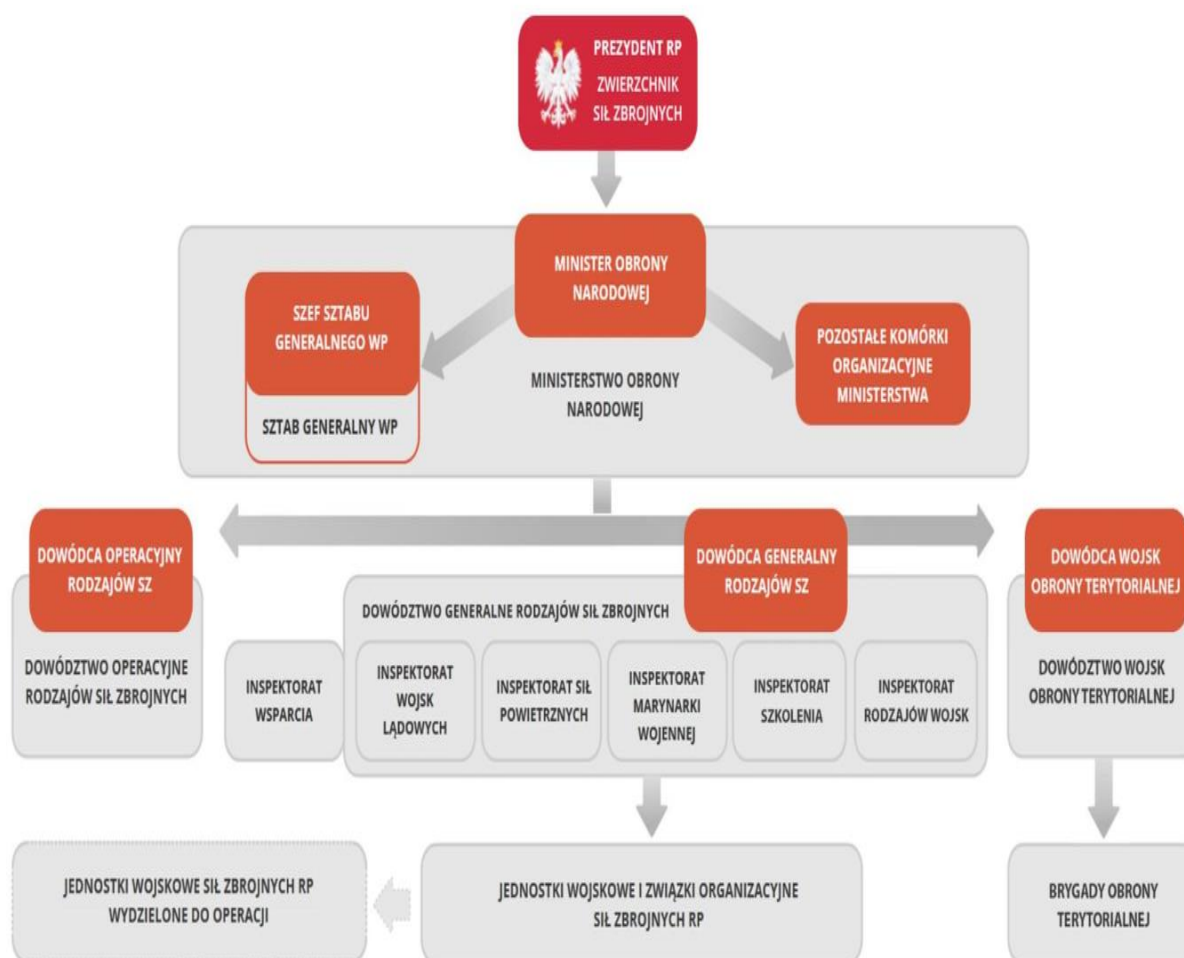 PREZYDENT RP
ZWIERZCHNIK
SIŁ ZBROJNYCH
MINISTER OBRONY
NARODOWEJ
SZEF SZTABU
GENERALNEGO WP
SZTAB GENERALNY WP
MINISTERSTWO OBRONY
NARODOWEJ
POZOSTAŁE KOMÓRKI
ORGANIZACYJNE
MINISTERSTWA
DOWÓDCA OPERACYJNY
RODZAJÓW SZ
DOWÓDZTWO OPERACYJNE
RODZAJÓW SIŁ ZBROJNYCH
DOWÓDCA GENERALNY
RODZAJÓW SZ
DOWÓDZTWO GENERALNE RODZAJÓW SIŁ ZBROJNYCH
INSPEKTORAT
WSPARCIA
INSPEKTORAT
WOJSK
LĄDOWYCH
INSPEKTORAT SIŁ
POWIETRZNYCH
INSPEKTORAT
MARYNARKI
WOJENNEJ
INSPEKTORAT
SZKOLENIA
INSPEKTORAT
RODZAJÓW WOJSK
DOWÓDCA WOJSK
OBRONY TERYTORIALNEJ
DOWÓDZTWO WOJSK
OBRONY TERYTORIALNEJ
JEDNOSTKI WOJSKOWE SIŁ ZBROJNYCH RP
WYDZIELONE DO OPERACJI
JEDNOSTKI WOJSKOWE I ZWIĄZKI ORGANIZACYJNE
SIŁ ZBROJNYCH RP
BRYGADY OBRONY
TERYTORIALNEJ